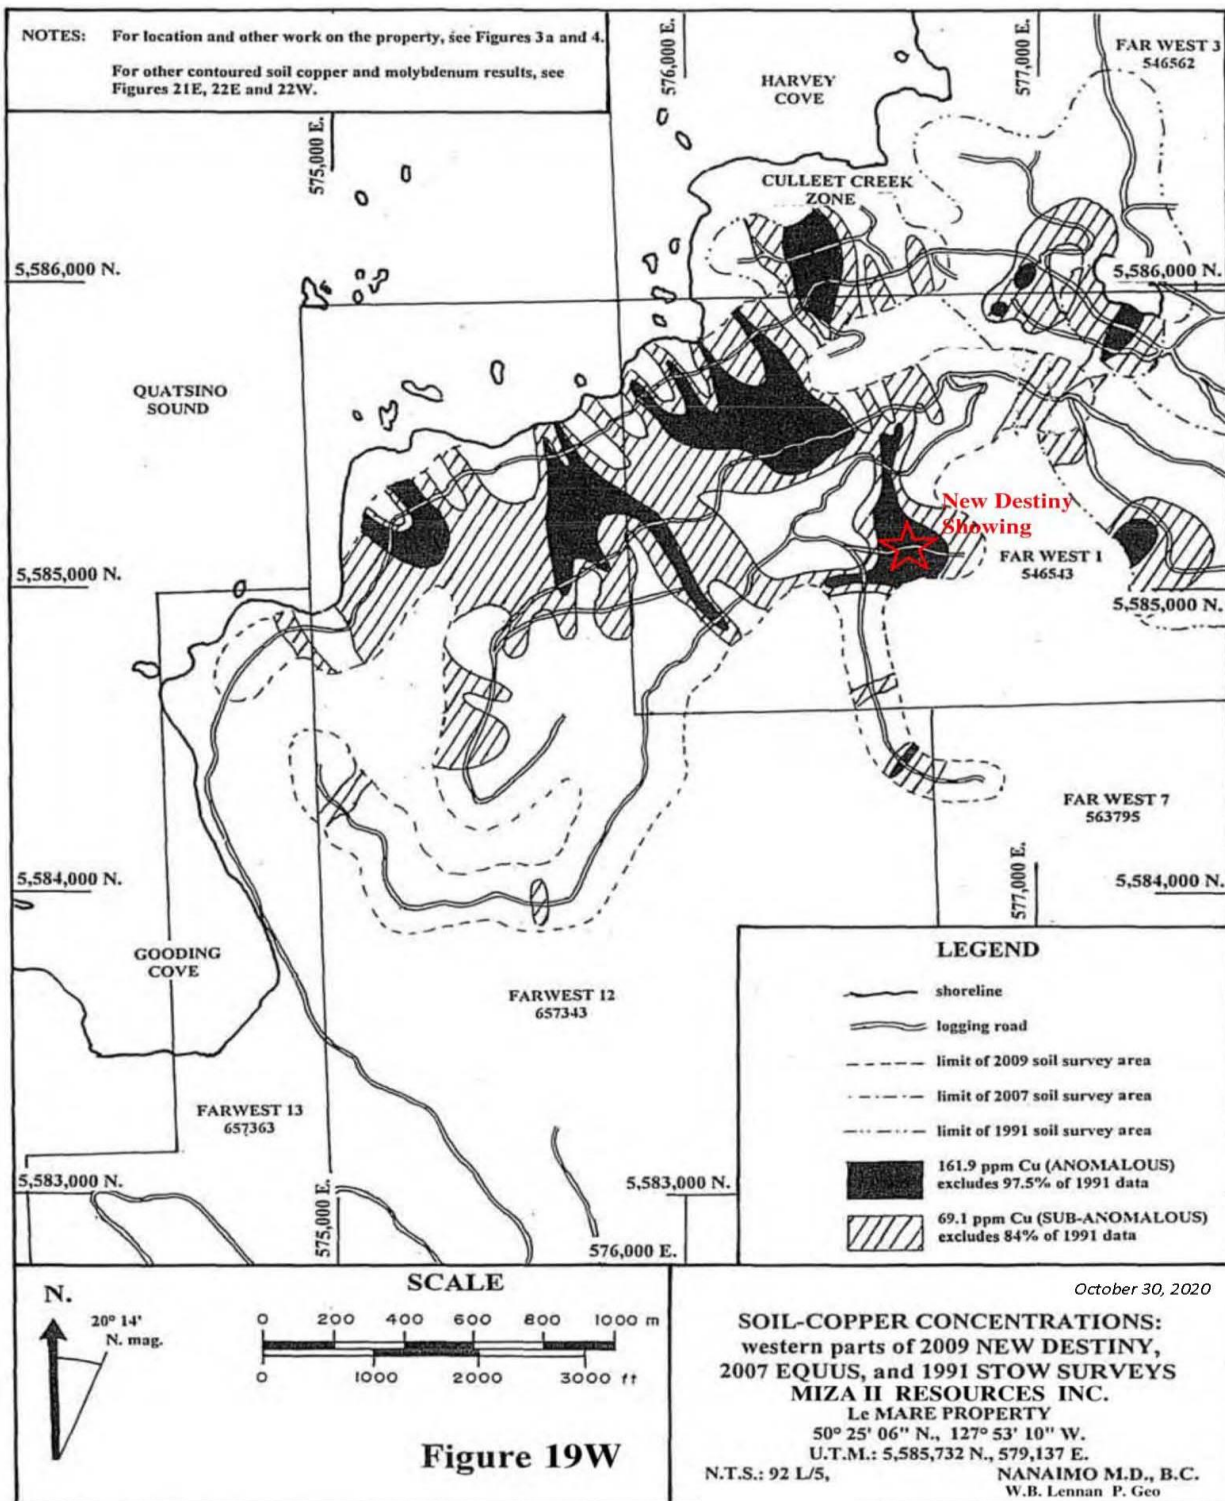 NOTES: For location and other work on the property, see Figures 3a and 4.
For other contoured soil copper and molybdenum results, see
Figures 21E, 22E and 22W.
576,000 E.
577,000 E.
FAR WEST 3
546562
HARVEY
COVE
575,000 E.
CULLEET CREEK
ZONE
5,586,000 N.
5,586,000 N.
QUATSINO
SOUND
New Destiny
Showing
FAR WEST 1
546543
5,585,000 N.
5,585,000 N.
FAR WEST 7
563795
577,000 E.
5,584,000 N.
5,584,000 N.
GOODING
COVE
FARWEST 12
657343
FARWEST 13
657363
5,583,000 N.
5,583,000 N.
575,000 E.
576,000 E.
LEGEND
shoreline
logging road
limit of 2009 soil survey area
limit of 2007 soil survey area
limit of 1991 soil survey area
161.9 ppm Cu (ANOMALOUS)
excludes 97.5% of 1991 data
69.1 ppm Cu (SUB-ANOMALOUS)
excludes 84% of 1991 data
N.
20° 14'
N. mag.
SCALE
0 200 400 600 800 1000 m
0 1000 2000 3000 ft
Figure 19W
October 30, 2020
SOIL-COPPER CONCENTRATIONS:
western parts of 2009 NEW DESTINY,
2007 EQUUS, and 1991 STOW SURVEYS
MIZA II RESOURCES INC.
Le MARE PROPERTY
50° 25' 06" N., 127° 53' 10" W.
U.T.M.: 5,585,732 N., 579,137 E.
N.T.S.: 92 L/5, NANAIMO M.D., B.C.
W.B. Lennan P. Geo